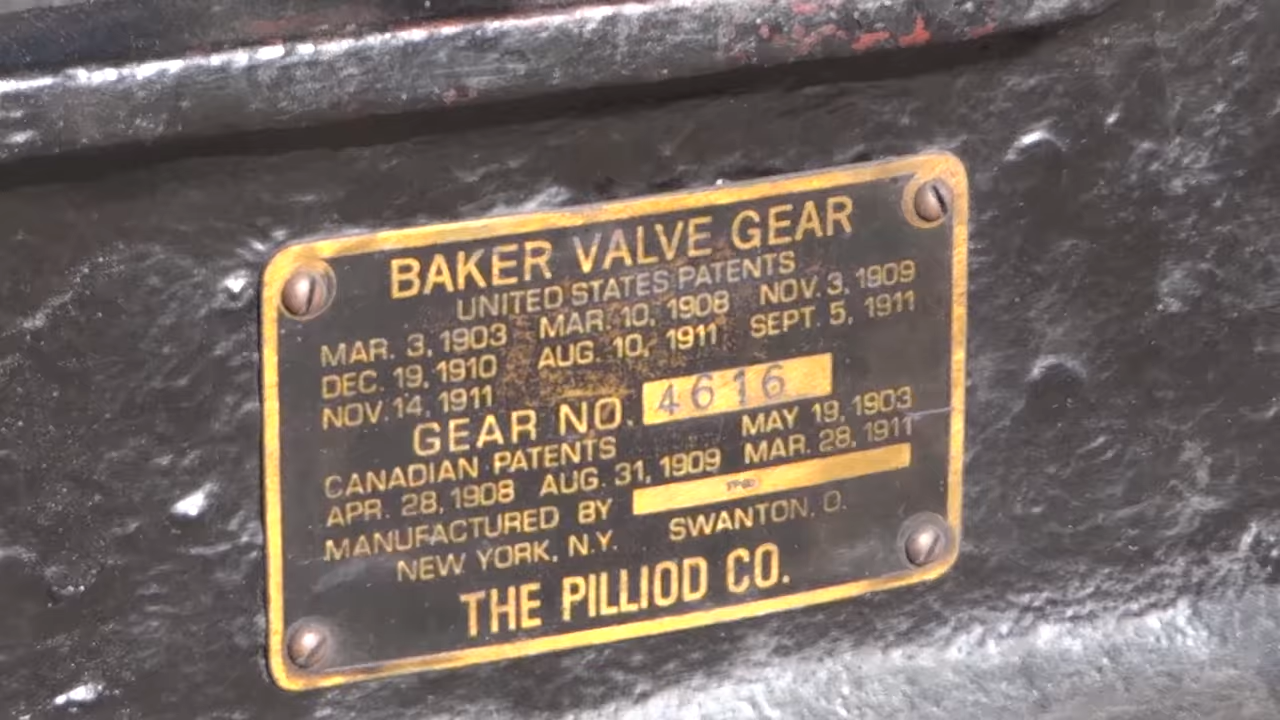 BAKER VALVE GEAR
UNITED STATES PATENTS
MAR. 3, 1903 MAR. 10, 1908 NOV. 3, 1909
DEC. 19, 1910 AUG. 10, 1911 SEPT. 5, 1911
NOV. 14, 1911
GEAR NO. 4616
CANADIAN PATENTS MAY 19, 1903
APR. 28, 1908 AUG. 31, 1909 MAR. 28, 1911
MANUFACTURED BY
NEW YORK, N.Y. SWANTON, O.
THE PILLIOD CO.